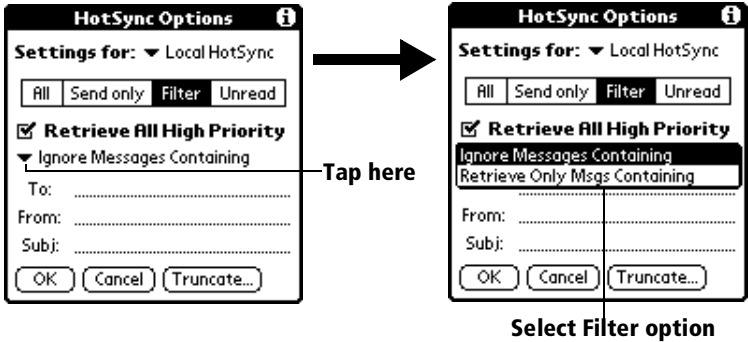 HotSync Options
Settings for: Local HotSync
All Send only Filter Unread
Retrieve All High Priority
Ignore Messages Containing
To:
From:
Subj:
OK Cancel Truncate...
Tap here
HotSync Options
Settings for: Local HotSync
All Send only Filter Unread
Retrieve All High Priority
Ignore Messages Containing
Retrieve Only Msgs Containing
From:
Subj:
OK Cancel Truncate...
Select Filter option